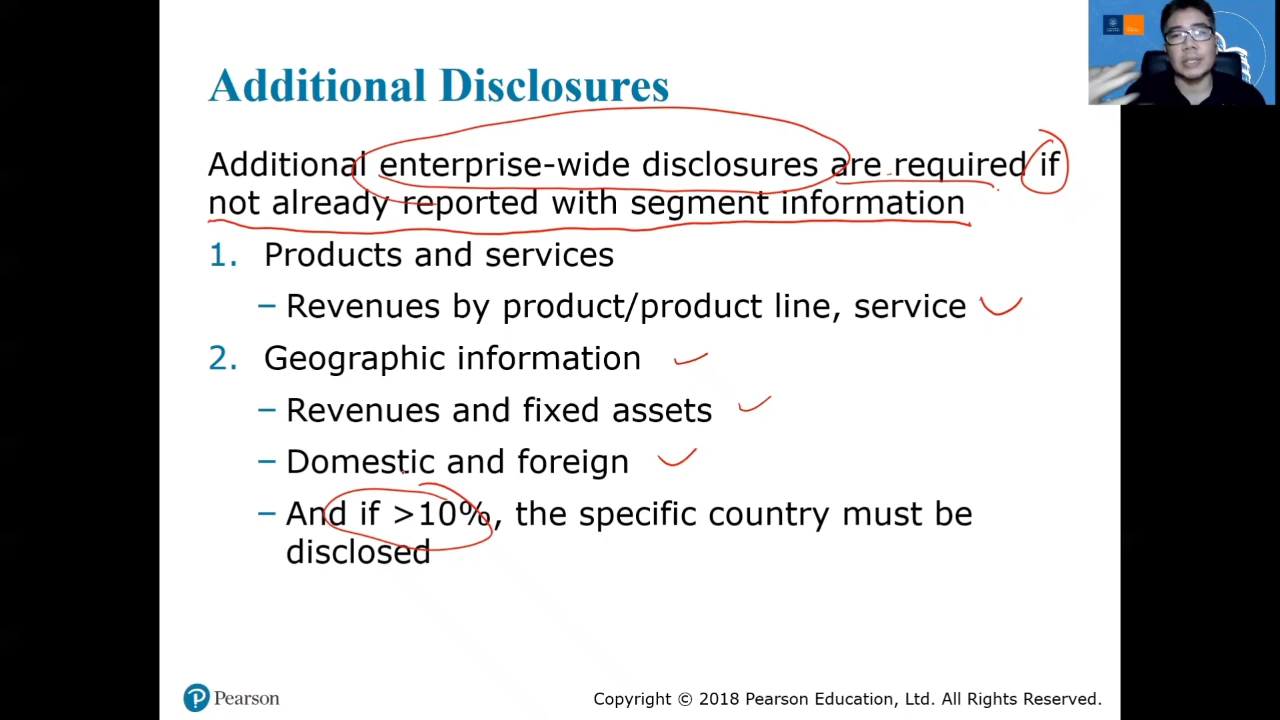 Additional Disclosures
Additional enterprise-wide disclosures are required if
not already reported with segment information
1. Products and services
– Revenues by product/product line, service
2. Geographic information
– Revenues and fixed assets
– Domestic and foreign
– And if >10%, the specific country must be
disclosed
Pearson
Copyright © 2018 Pearson Education, Ltd. All Rights Reserved.